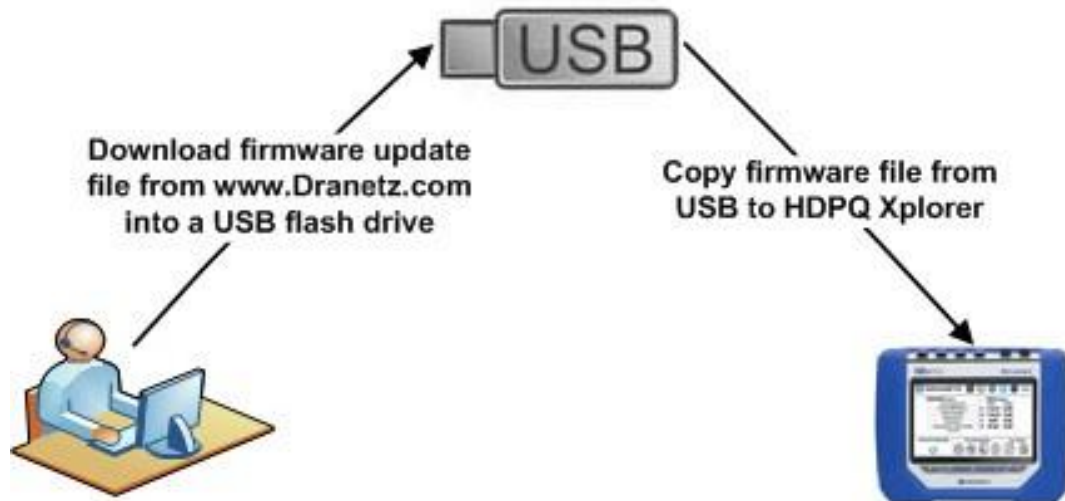 USB
Download firmware update
file from www.Dranetz.com
into a USB flash drive
Copy firmware file from
USB to HDPQ Xplorer